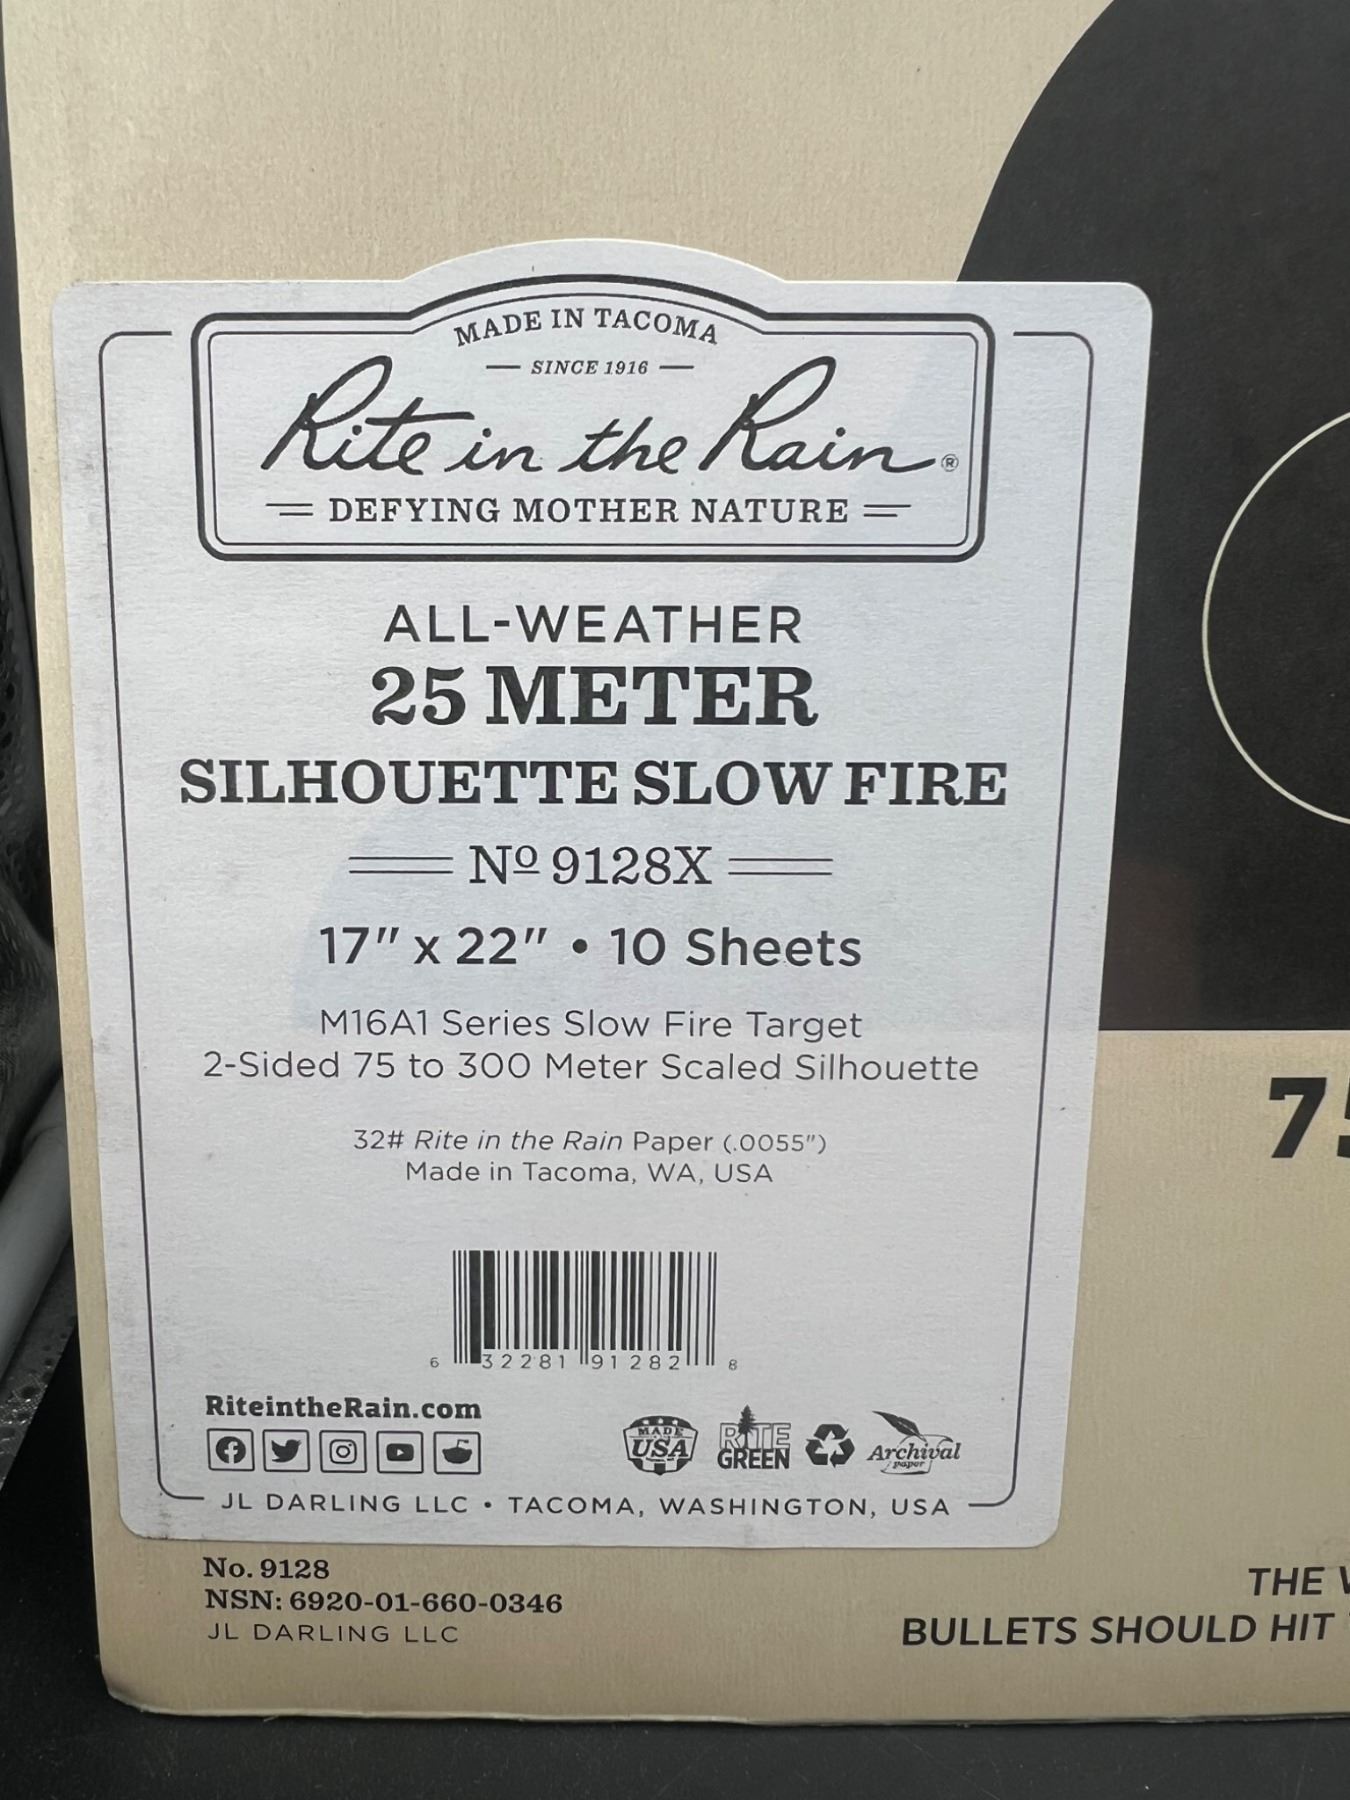 MADE IN TACOMA
SINCE 1916
Rite in the Rain®
DEFYING MOTHER NATURE
ALL-WEATHER
25 METER
SILHOUETTE SLOW FIRE
Nº 9128X
17" x 22" • 10 Sheets
M16A1 Series Slow Fire Target
2-Sided 75 to 300 Meter Scaled Silhouette
32# Rite in the Rain Paper (.0055")
Made in Tacoma, WA, USA
6 32281 91282 8
RiteintheRain.com
MADE
USA
RITE
GREEN
Archival
paper
JL DARLING LLC • TACOMA, WASHINGTON, USA
No. 9128
NSN: 6920-01-660-0346
JL DARLING LLC
7
THE
BULLETS SHOULD HIT